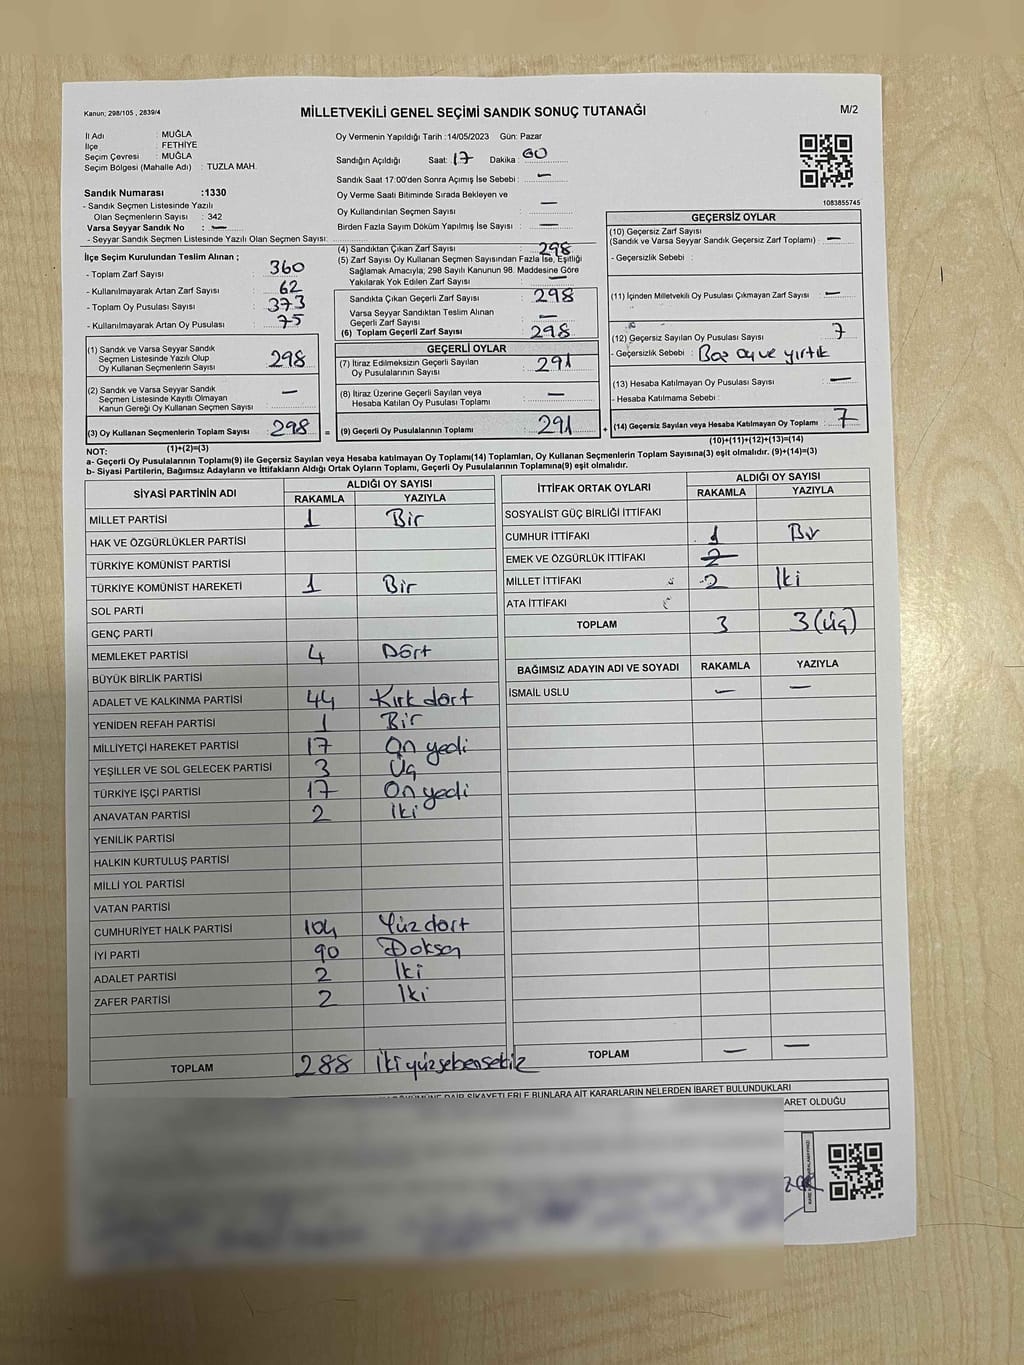 Kanun; 298/105 , 2839/4
MİLLETVEKİLİ GENEL SEÇİMİ SANDIK SONUÇ TUTANAĞI
M/2
İl Adı : MUĞLA
İlçe : FETHİYE
Seçim Çevresi : MUĞLA
Seçim Bölgesi (Mahalle Adı) : TUZLA MAH.
Sandık Numarası :1330
- Sandık Seçmen Listesinde Yazılı
Olan Seçmenlerin Sayısı : 342
Varsa Seyyar Sandık No : —
- Seyyar Sandık Seçmen Listesinde Yazılı Olan Seçmen Sayısı:
İlçe Seçim Kurulundan Teslim Alınan ;
- Toplam Zarf Sayısı : 360
- Kullanılmayarak Artan Zarf Sayısı : 62
- Toplam Oy Pusulası Sayısı : 373
- Kullanılmayarak Artan Oy Pusulası : 75
(1) Sandık ve Varsa Seyyar Sandık
Seçmen Listesinde Yazılı Olup
Oy Kullanan Seçmenlerin Sayısı : 298
(2) Sandık ve Varsa Seyyar Sandık
Seçmen Listesinde Kayıtlı Olmayan
Kanun Gereği Oy Kullanan Seçmen Sayısı : —
(3) Oy Kullanan Seçmenlerin Toplam Sayısı : 298 =
Oy Vermenin Yapıldığı Tarih :14/05/2023 Gün: Pazar
Sandığın Açıldığı Saat: 17 Dakika: 00
Sandık Saat 17:00'den Sonra Açımış İse Sebebi : —
Oy Verme Saati Bitiminde Sırada Bekleyen ve
Oy Kullandırılan Seçmen Sayısı : —
Birden Fazla Sayım Döküm Yapılmış İse Sayısı : —
(4) Sandıktan Çıkan Zarf Sayısı : 298
(5) Zarf Sayısı Oy Kullanan Seçmen Sayısından Fazla İse, Eşitliği
Sağlamak Amacıyla; 298 Sayılı Kanunun 98. Maddesine Göre
Yakılarak Yok Edilen Zarf Sayısı : —
Sandıkta Çıkan Geçerli Zarf Sayısı : 298
Varsa Seyyar Sandıktan Teslim Alınan
Geçerli Zarf Sayısı : —
(6) Toplam Geçerli Zarf Sayısı : 298
GEÇERLİ OYLAR
(7) İtiraz Edilmeksizin Geçerli Sayılan
Oy Pusulalarının Sayısı : 291
(8) İtiraz Üzerine Geçerli Sayılan veya
Hesaba Katılan Oy Pusulası Toplamı : —
(9) Geçerli Oy Pusulalarının Toplamı : 291 +
1083855745
GEÇERSİZ OYLAR
(10) Geçersiz Zarf Sayısı
(Sandık ve Varsa Seyyar Sandık Geçersiz Zarf Toplamı) : —
- Geçersizlik Sebebi :
(11) İçinden Milletvekili Oy Pusulası Çıkmayan Zarf Sayısı : —
(12) Geçersiz Sayılan Oy Pusulası Sayısı : 7
- Geçersizlik Sebebi : Boş oy ve yırtık
(13) Hesaba Katılmayan Oy Pusulası Sayısı : —
- Hesaba Katılmama Sebebi :
(14) Geçersiz Sayılan veya Hesaba Katılmayan Oy Toplamı : 7
NOT: (1)+(2)=(3) (10)+(11)+(12)+(13)=(14)
a- Geçerli Oy Pusulalarının Toplamı(9) ile Geçersiz Sayılan veya Hesaba Katılmayan Oy Toplamı(14) Toplamları, Oy Kullanan Seçmenlerin Toplam Sayısına(3) eşit olmalıdır. (9)+(14)=(3)
b- Siyasi Partilerin, Bağımsız Adayların ve İttifakların Aldığı Ortak Oyların Toplamı, Geçerli Oy Pusulalarının Toplamına(9) eşit olmalıdır.
SİYASİ PARTİNİN ADI ALDIĞI OY SAYISI
RAKAMLA YAZIYLA
MİLLET PARTİSİ 1 Bir
HAK VE ÖZGÜRLÜKLER PARTİSİ
TÜRKİYE KOMÜNİST PARTİSİ
TÜRKİYE KOMÜNİST HAREKETİ 1 Bir
SOL PARTİ
GENÇ PARTİ
MEMLEKET PARTİSİ 4 Dört
BÜYÜK BİRLİK PARTİSİ
ADALET VE KALKINMA PARTİSİ 44 Kırk dört
YENİDEN REFAH PARTİSİ 1 Bir
MİLLİYETÇİ HAREKET PARTİSİ 17 On yedi
YEŞİLLER VE SOL GELECEK PARTİSİ 3 Üç
TÜRKİYE İŞÇİ PARTİSİ 17 On yedi
ANAVATAN PARTİSİ 2 İki
YENİLİK PARTİSİ
HALKIN KURTULUŞ PARTİSİ
MİLLİ YOL PARTİSİ
VATAN PARTİSİ
CUMHURİYET HALK PARTİSİ 104 Yüz dört
İYİ PARTİ 90 Doksan
ADALET PARTİSİ 2 İki
ZAFER PARTİSİ 2 İki
TOPLAM 288 İkiyüzseksensekiz
İTTİFAK ORTAK OYLARI ALDIĞI OY SAYISI
RAKAMLA YAZIYLA
SOSYALİST GÜÇ BİRLİĞİ İTTİFAKI
CUMHUR İTTİFAKI 1 Bir
EMEK VE ÖZGÜRLÜK İTTİFAKI 2
MİLLET İTTİFAKI 2 İki
ATA İTTİFAKI
TOPLAM 3 3 (üç)
BAĞIMSIZ ADAYIN ADI VE SOYADI RAKAMLA YAZIYLA
İSMAİL USLU — —
TOPLAM — —
DAİR ŞİKAYETLERLE BUNLARA AİT KARARLARIN NELERDEN İBARET BULUNDUKLARI
ARET OLDUĞU